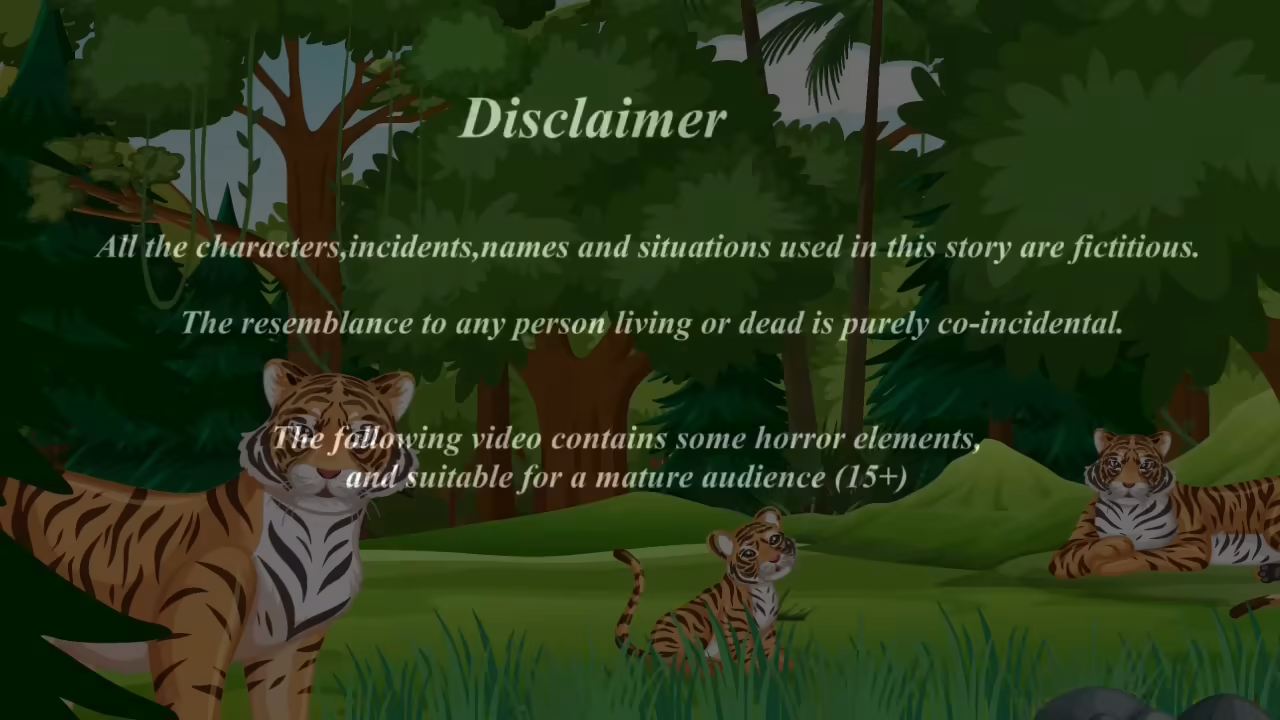 Disclaimer
All the characters,incidents,names and situations used in this story are fictitious.
The resemblance to any person living or dead is purely co-incidental.
The following video contains some horror elements,
and suitable for a mature audience (15+)